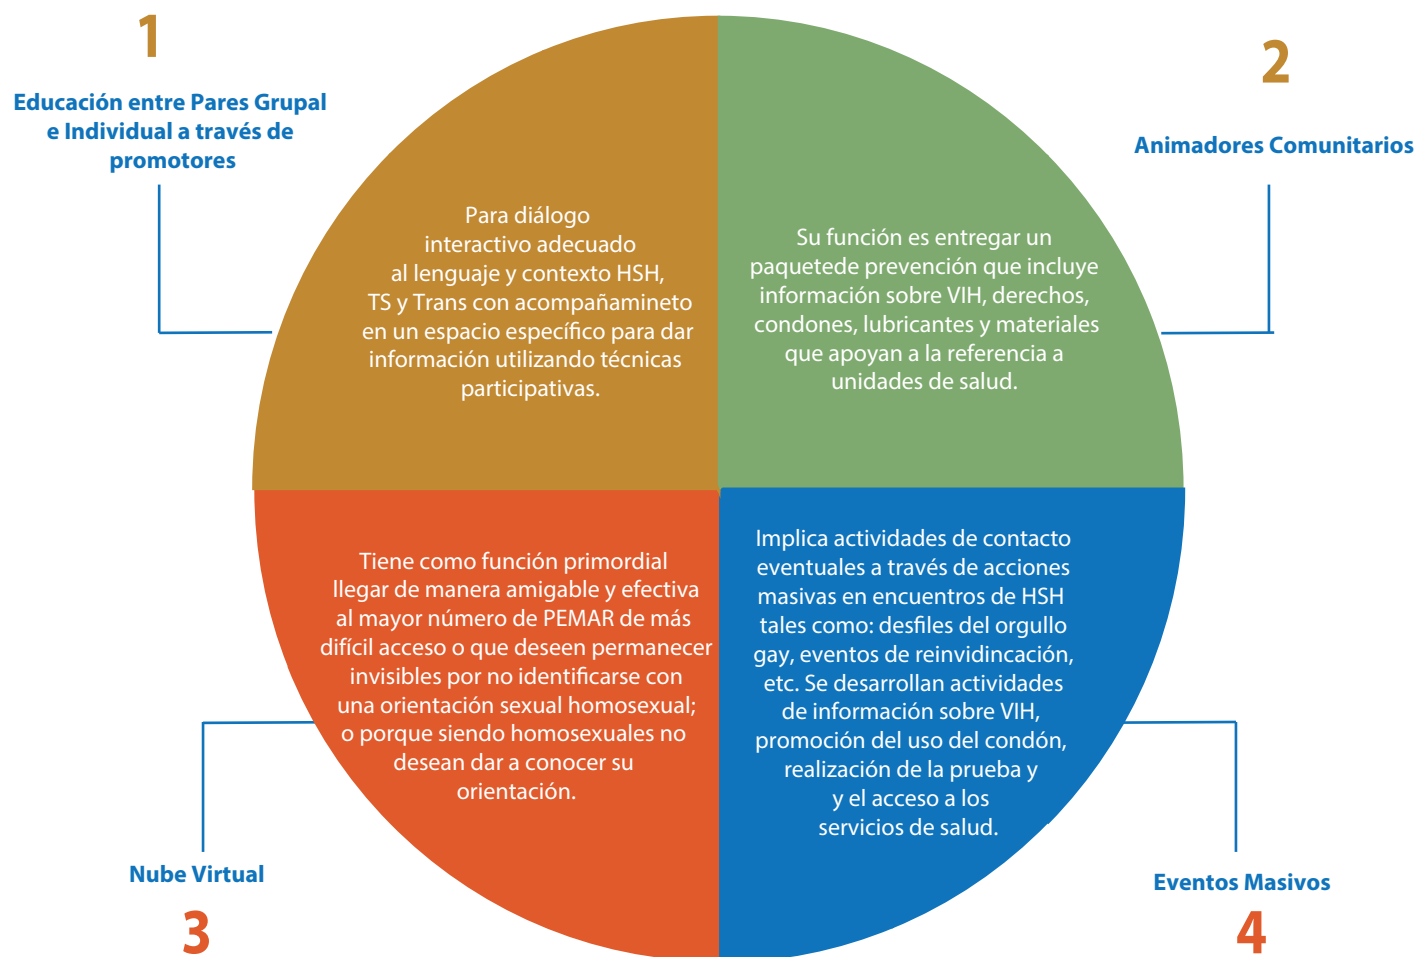 1
Educación entre Pares Grupal
e Individual a través de
promotores
Para diálogo
interactivo adecuado
al lenguaje y contexto HSH,
TS y Trans con acompañamineto
en un espacio específico para dar
información utilizando técnicas
participativas.
2
Animadores Comunitarios
Su función es entregar un
paquetede prevención que incluye
información sobre VIH, derechos,
condones, lubricantes y materiales
que apoyan a la referencia a
unidades de salud.
Tiene como función primordial
llegar de manera amigable y efectiva
al mayor número de PEMAR de más
difícil acceso o que deseen permanecer
invisibles por no identificarse con
una orientación sexual homosexual;
o porque siendo homosexuales no
desean dar a conocer su
orientación.
Nube Virtual
3
Implica actividades de contacto
eventuales a través de acciones
masivas en encuentros de HSH
tales como: desfiles del orgullo
gay, eventos de reinvidincación,
etc. Se desarrollan actividades
de información sobre VIH,
promoción del uso del condón,
realización de la prueba y
y el acceso a los
servicios de salud.
Eventos Masivos
4